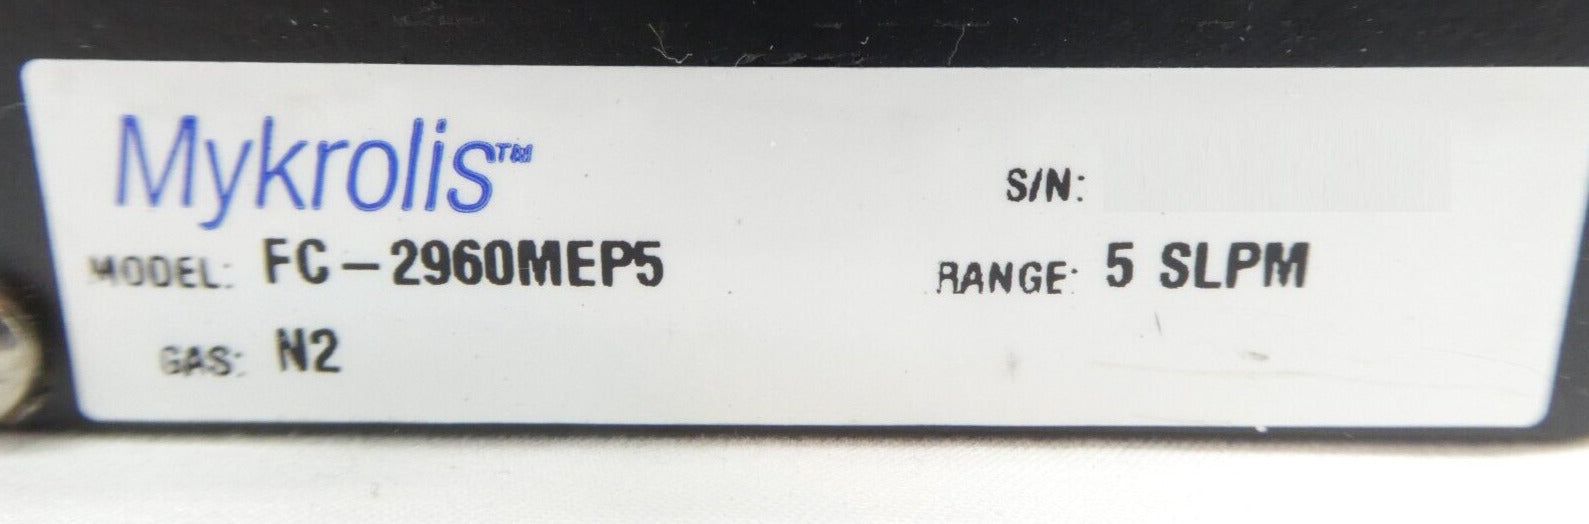 Mykrolis™
S/N:
MODEL: FC-2960MEP5
RANGE: 5 SLPM
GAS: N2